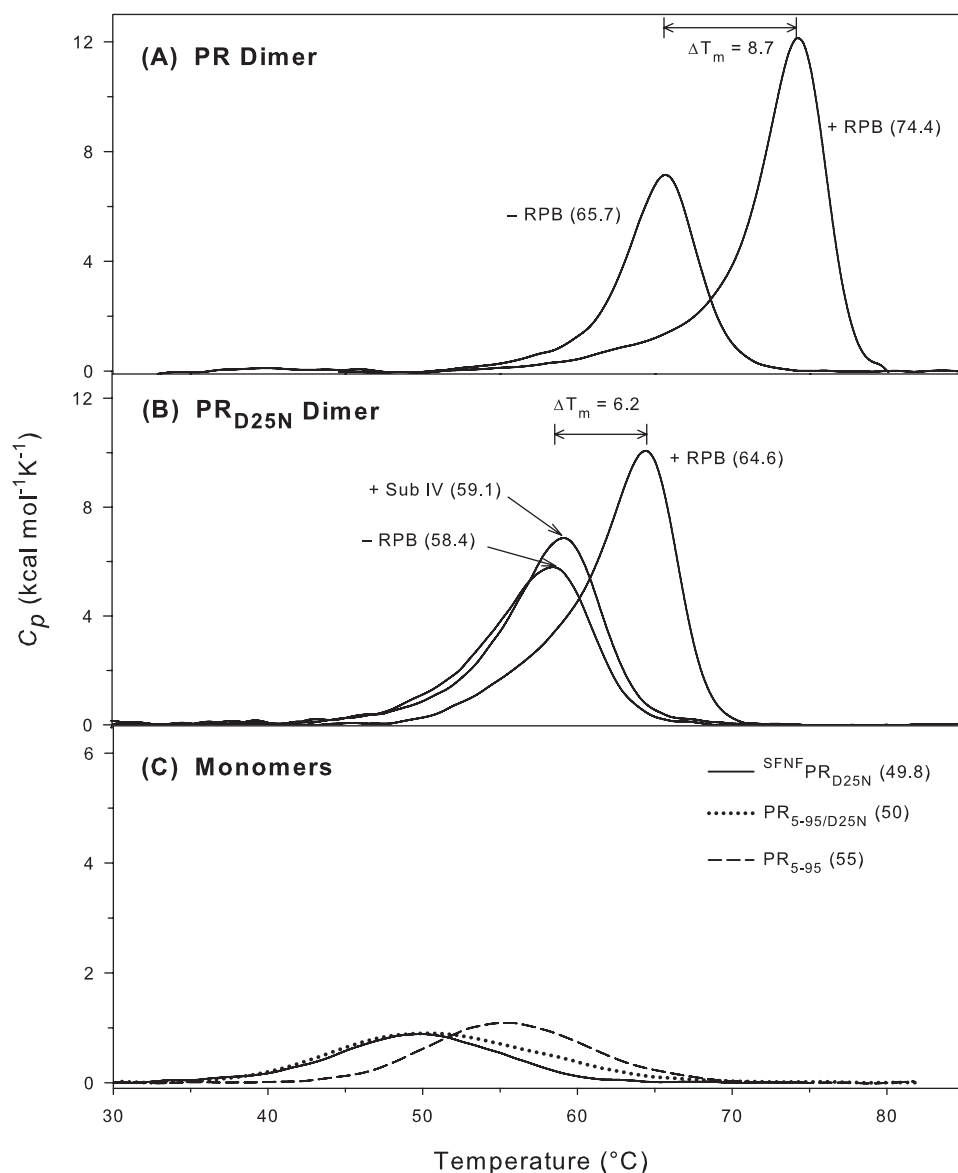 (A) PR Dimer
ΔTm = 8.7
+ RPB (74.4)
– RPB (65.7)
12
8
4
0
(B) PRD25N Dimer
ΔTm = 6.2
+ RPB (64.6)
+ Sub IV (59.1)
– RPB (58.4)
12
8
4
0
Cp (kcal mol-1K-1)
(C) Monomers
SFNFPRD25N (49.8)
PR5-95/D25N (50)
PR5-95 (55)
6
4
2
0
30 40 50 60 70 80
Temperature (°C)